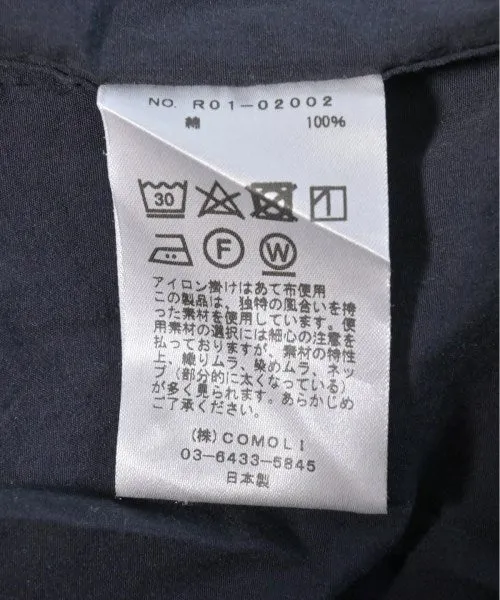 NO. R01-02002
綿 100%
30
F W
アイロン掛けはあて布使用
この製品は、独特の風合いを持
った素材を使用しています。使
用素材の選択には細心の注意を
払っておりますが、素材の特性
上、織りムラ、染めムラ、ネッ
プ（部分的に太くなっている）
が多く見られます。あらかじめ
ご了承ください。
(株) COMOLI
03-6433-5845
日本製